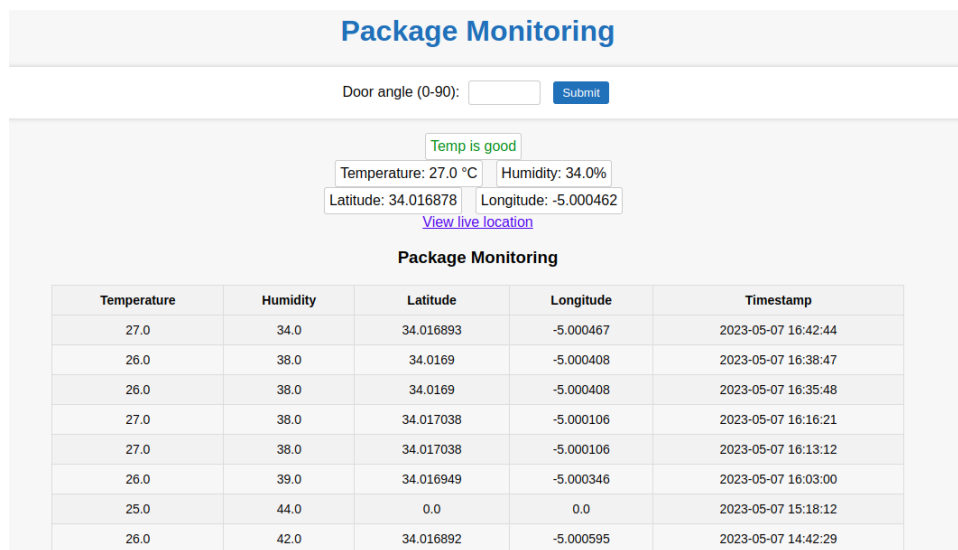 Package Monitoring
Door angle (0-90): Submit
Temp is good
Temperature: 27.0 °C Humidity: 34.0%
Latitude: 34.016878 Longitude: -5.000462
View live location
Package Monitoring
Temperature Humidity Latitude Longitude Timestamp
27.0 34.0 34.016893 -5.000467 2023-05-07 16:42:44
26.0 38.0 34.0169 -5.000408 2023-05-07 16:38:47
26.0 38.0 34.0169 -5.000408 2023-05-07 16:35:48
27.0 38.0 34.017038 -5.000106 2023-05-07 16:16:21
27.0 38.0 34.017038 -5.000106 2023-05-07 16:13:12
26.0 39.0 34.016949 -5.000346 2023-05-07 16:03:00
25.0 44.0 0.0 0.0 2023-05-07 15:18:12
26.0 42.0 34.016892 -5.000595 2023-05-07 14:42:29